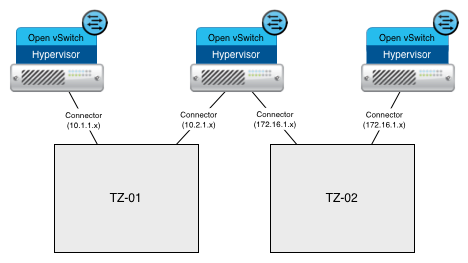 Open vSwitch
Hypervisor
Open vSwitch
Hypervisor
Open vSwitch
Hypervisor
Connector
(10.1.1.x)
Connector
(10.2.1.x)
Connector
(172.16.1.x)
Connector
(172.16.1.x)
TZ-01
TZ-02